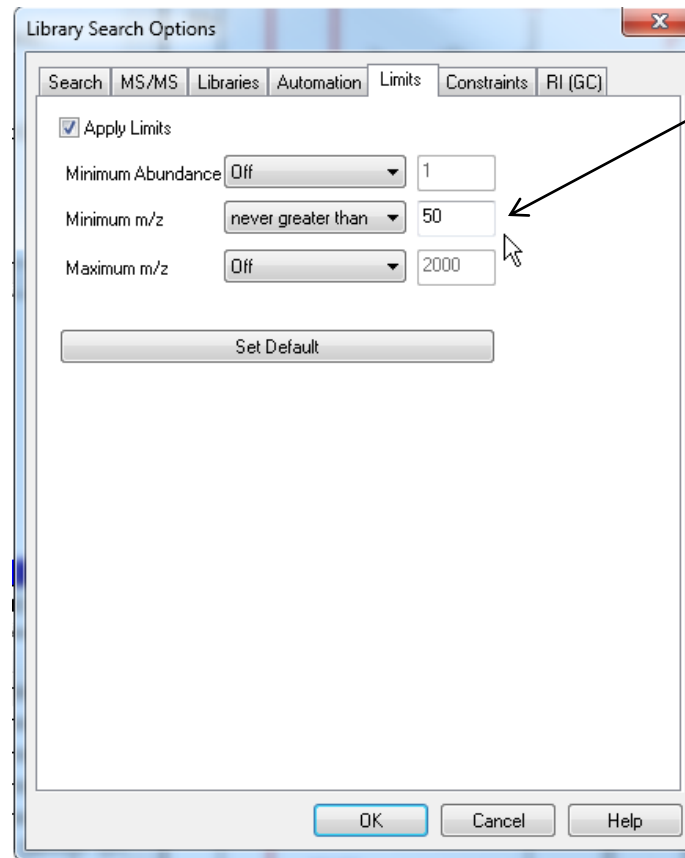 Library Search Options
Search MS/MS Libraries Automation Limits Constraints RI (GC)
Apply Limits
Minimum Abundance Off 1
Minimum m/z never greater than 50
Maximum m/z Off 2000
Set Default
OK Cancel Help